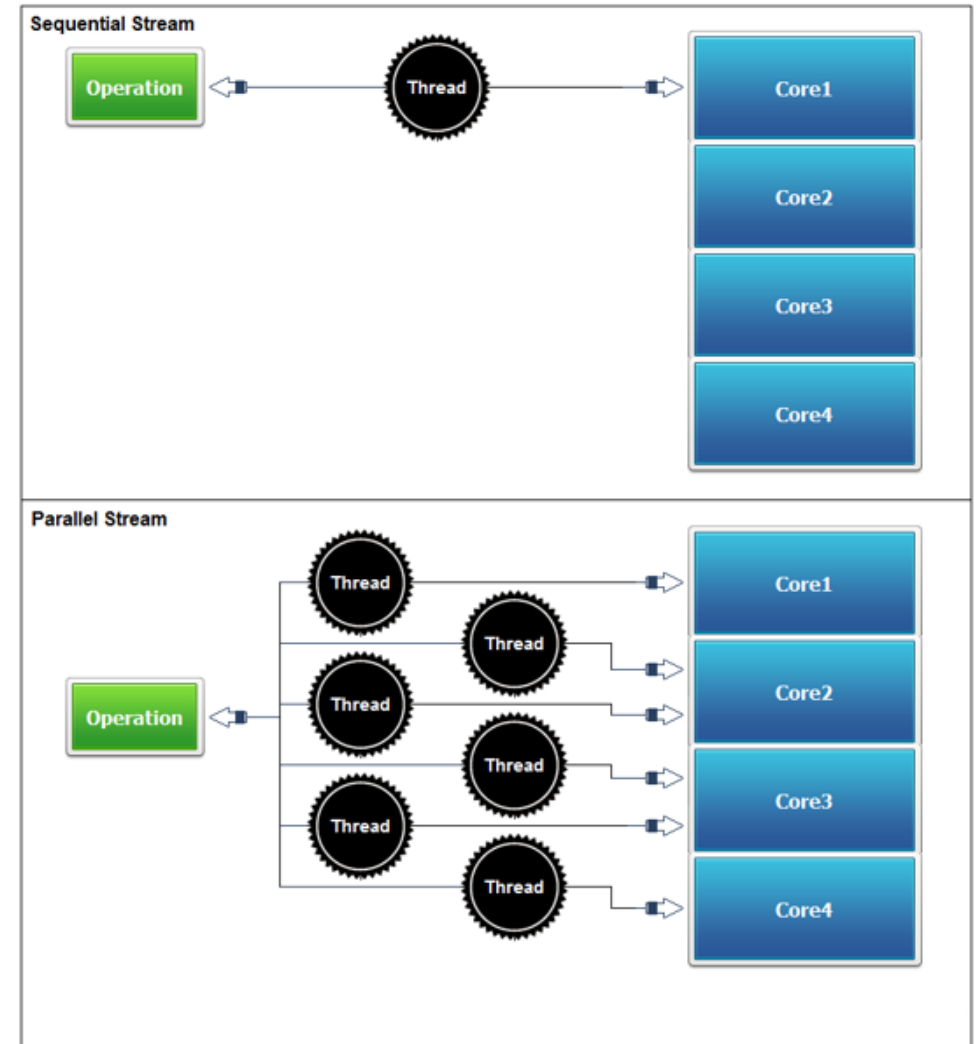 Sequential Stream
Operation
Thread
Core1
Core2
Core3
Core4
Parallel Stream
Thread
Core1
Thread
Thread
Core2
Operation
Thread
Core3
Thread
Thread
Core4